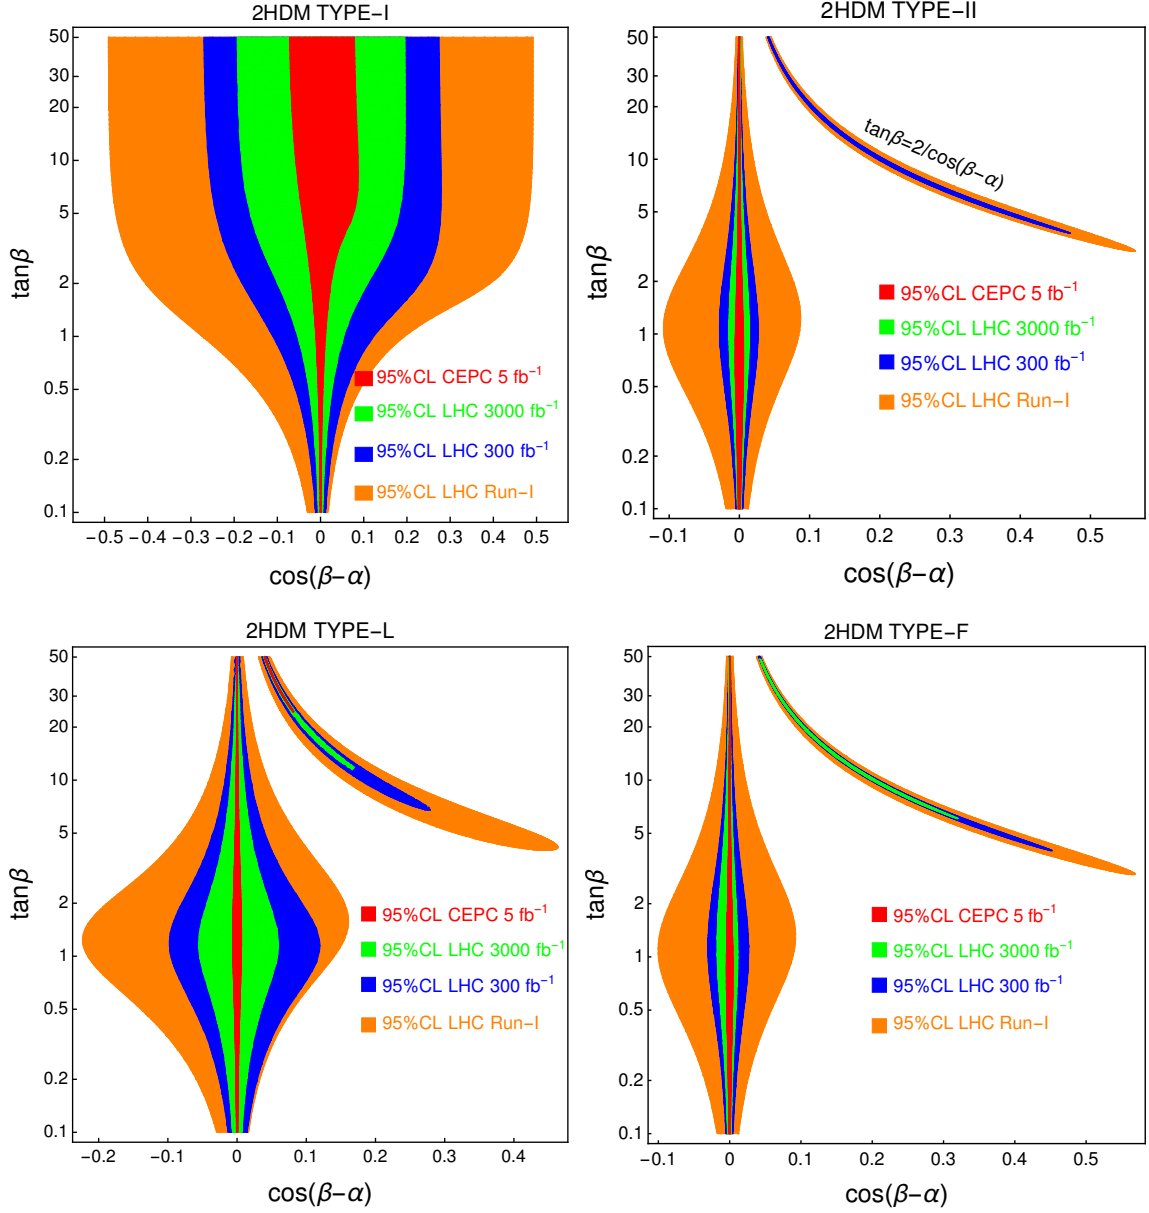 2HDM TYPE−I
50
30
20
10
5
2
1
0.5
0.2
0.1
tanβ
95%CL CEPC 5 fb⁻¹
95%CL LHC 3000 fb⁻¹
95%CL LHC 300 fb⁻¹
95%CL LHC Run−I
−0.5 −0.4 −0.3 −0.2 −0.1 0 0.1 0.2 0.3 0.4 0.5
cos(β−α)
2HDM TYPE−II
50
30
20
10
5
2
1
0.5
0.2
0.1
tanβ
tanβ=2/cos(β−α)
95%CL CEPC 5 fb⁻¹
95%CL LHC 3000 fb⁻¹
95%CL LHC 300 fb⁻¹
95%CL LHC Run−I
−0.1 0 0.1 0.2 0.3 0.4 0.5
cos(β−α)
2HDM TYPE−L
50
30
20
10
5
2
1
0.5
0.2
0.1
tanβ
95%CL CEPC 5 fb⁻¹
95%CL LHC 3000 fb⁻¹
95%CL LHC 300 fb⁻¹
95%CL LHC Run−I
−0.2 −0.1 0 0.1 0.2 0.3 0.4
cos(β−α)
2HDM TYPE−F
50
30
20
10
5
2
1
0.5
0.2
0.1
tanβ
95%CL CEPC 5 fb⁻¹
95%CL LHC 3000 fb⁻¹
95%CL LHC 300 fb⁻¹
95%CL LHC Run−I
−0.1 0 0.1 0.2 0.3 0.4 0.5
cos(β−α)